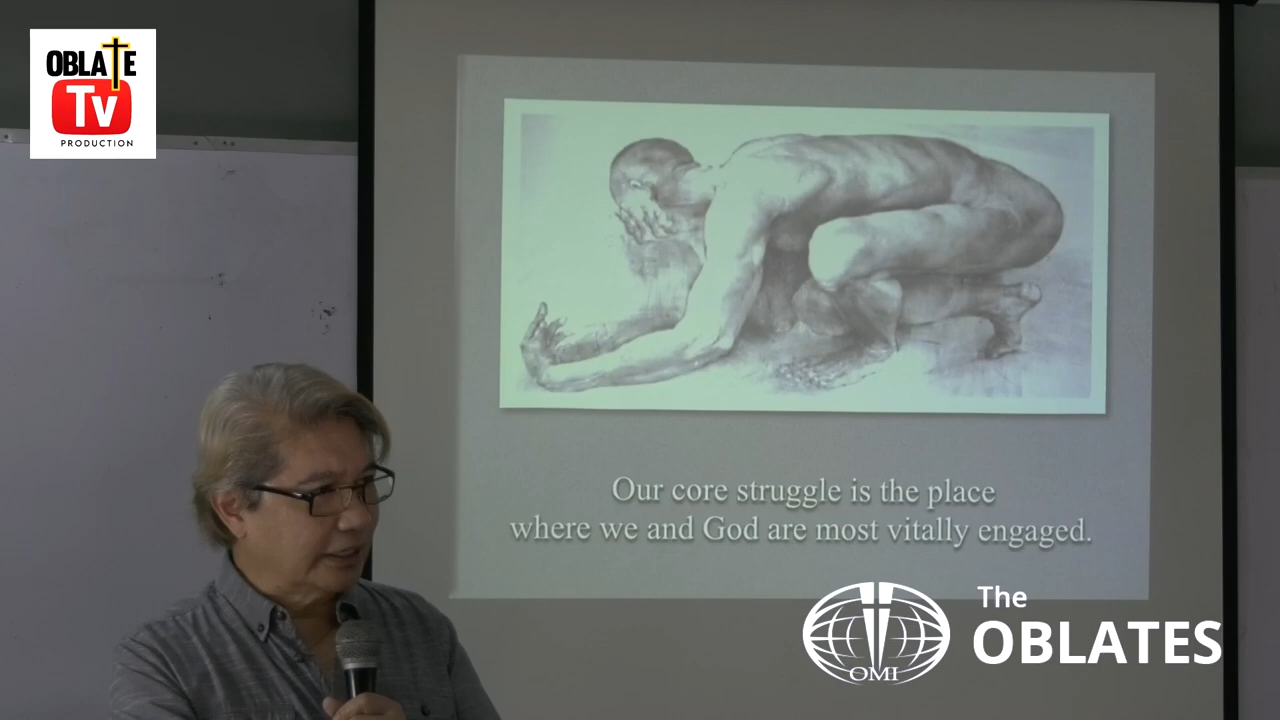 OBLATE
TV
PRODUCTION
Our core struggle is the place
where we and God are most vitally engaged.
The
OBLATES
OMI